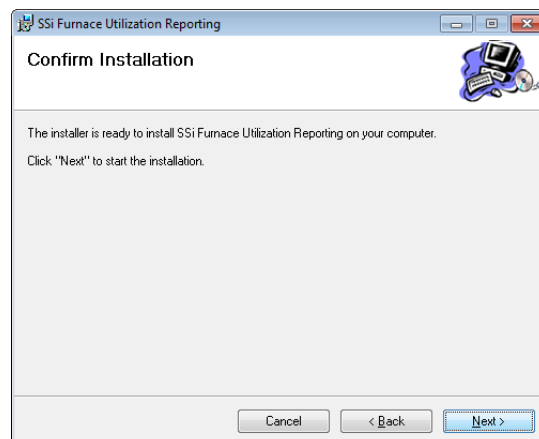 SSi Furnace Utilization Reporting
Confirm Installation
The installer is ready to install SSi Furnace Utilization Reporting on your computer.
Click "Next" to start the installation.
Cancel
< Back
Next >